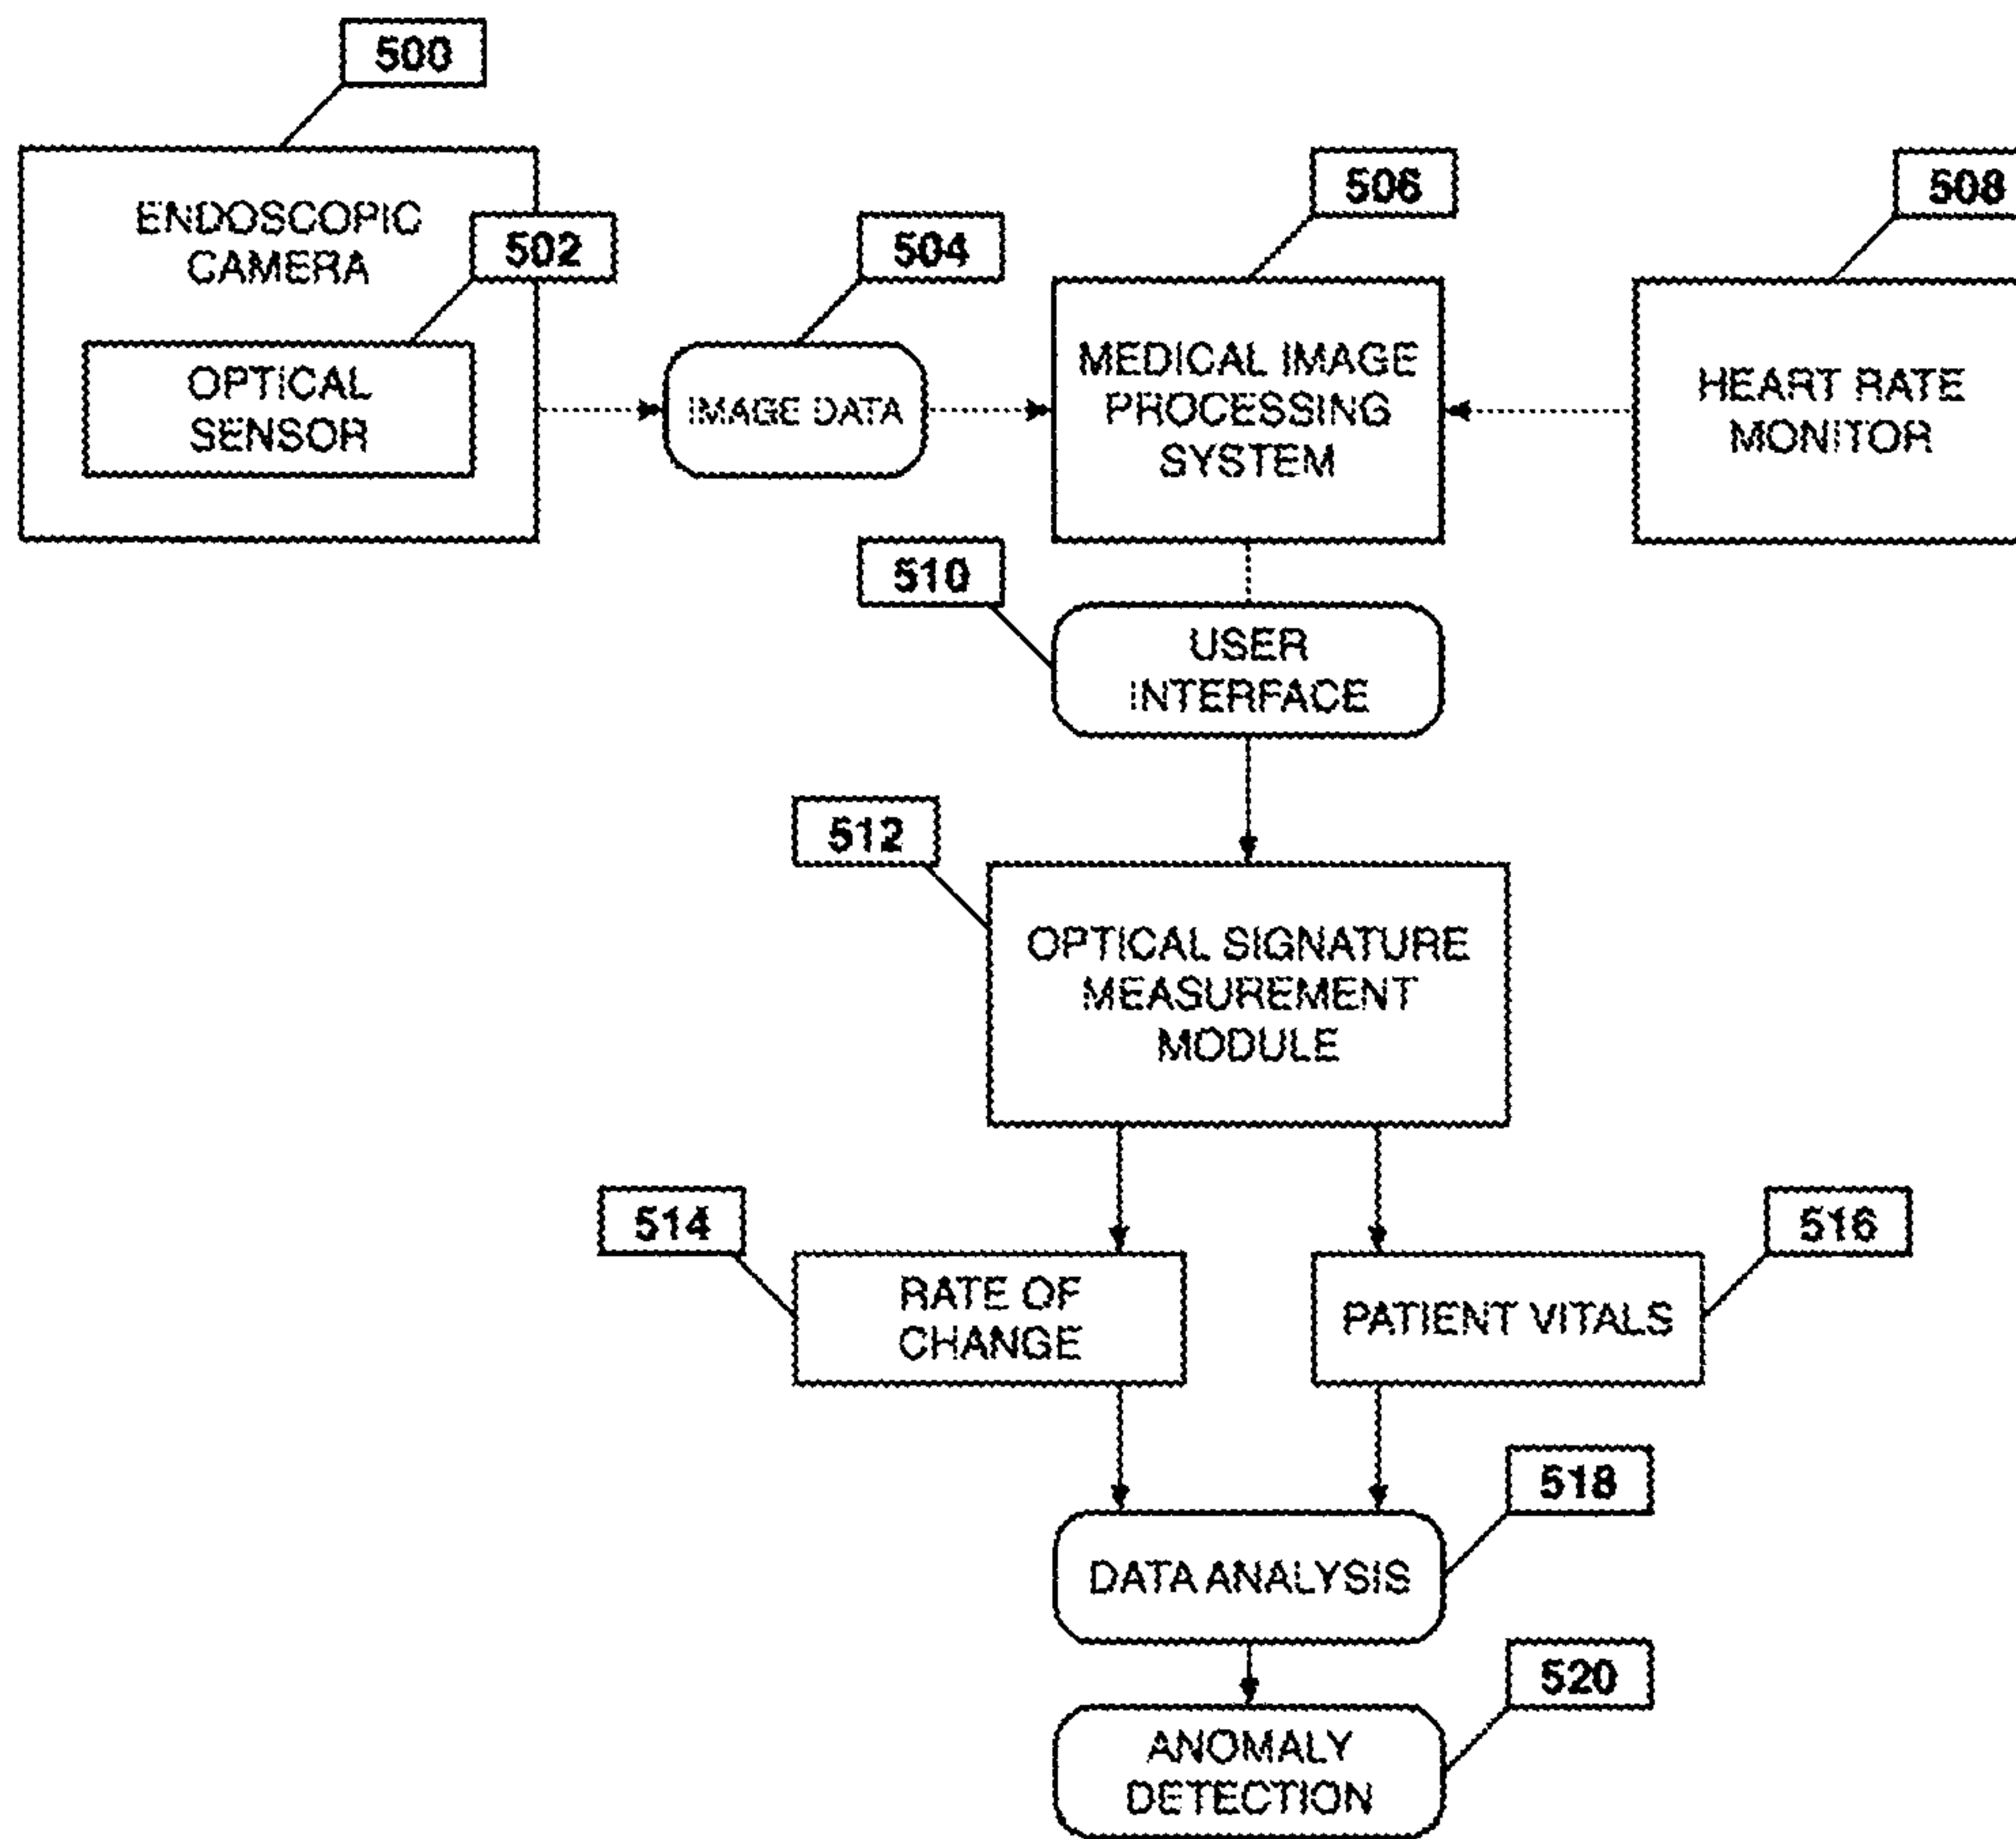 500
ENDOSCOPIC
CAMERA
502
OPTICAL
SENSOR
504
IMAGE DATA
506
MEDICAL IMAGE
PROCESSING
SYSTEM
508
HEART RATE
MONITOR
510
USER
INTERFACE
512
OPTICAL SIGNATURE
MEASUREMENT
MODULE
514
RATE OF
CHANGE
516
PATIENT VITALS
518
DATA ANALYSIS
520
ANOMALY
DETECTION